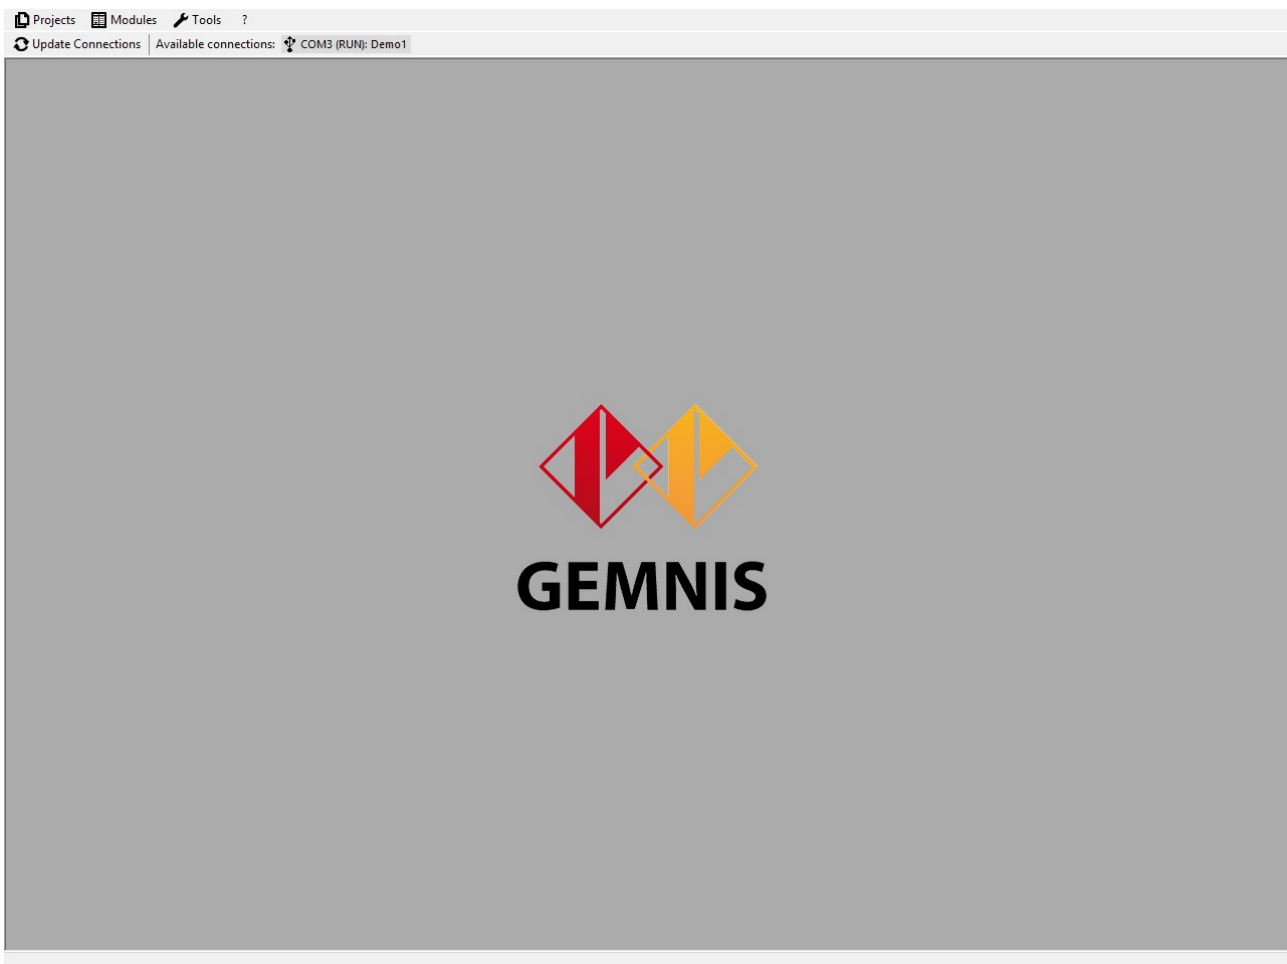 Projects Modules Tools ?
Update Connections Available connections: COM3 (RUN): Demo1
GEMNIS